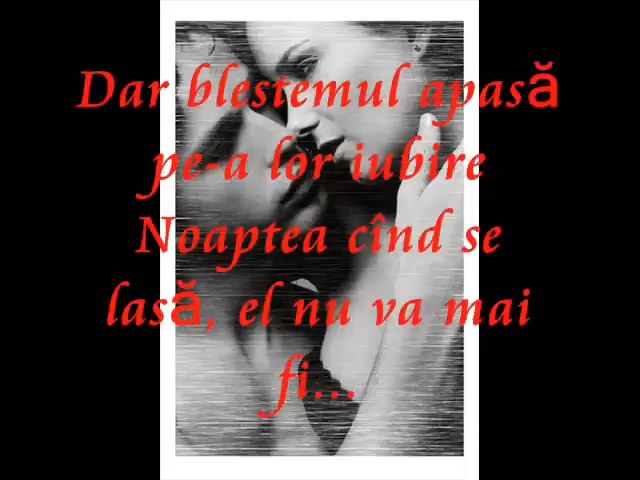 Dar blestemul apasă
pe-a lor iubire
Noaptea cînd se
lasă, el nu va mai
fi...